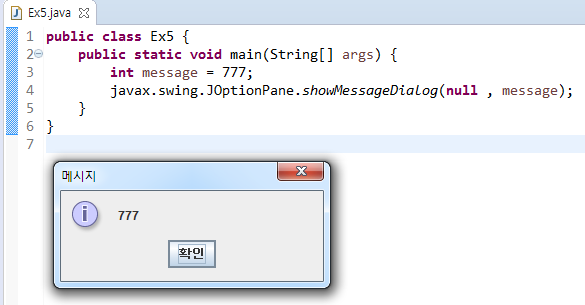 Ex5.java
1 public class Ex5 {
2 public static void main(String[] args) {
3 int message = 777;
4 javax.swing.JOptionPane.showMessageDialog(null , message);
5 }
6 }
7
메시지
777
확인